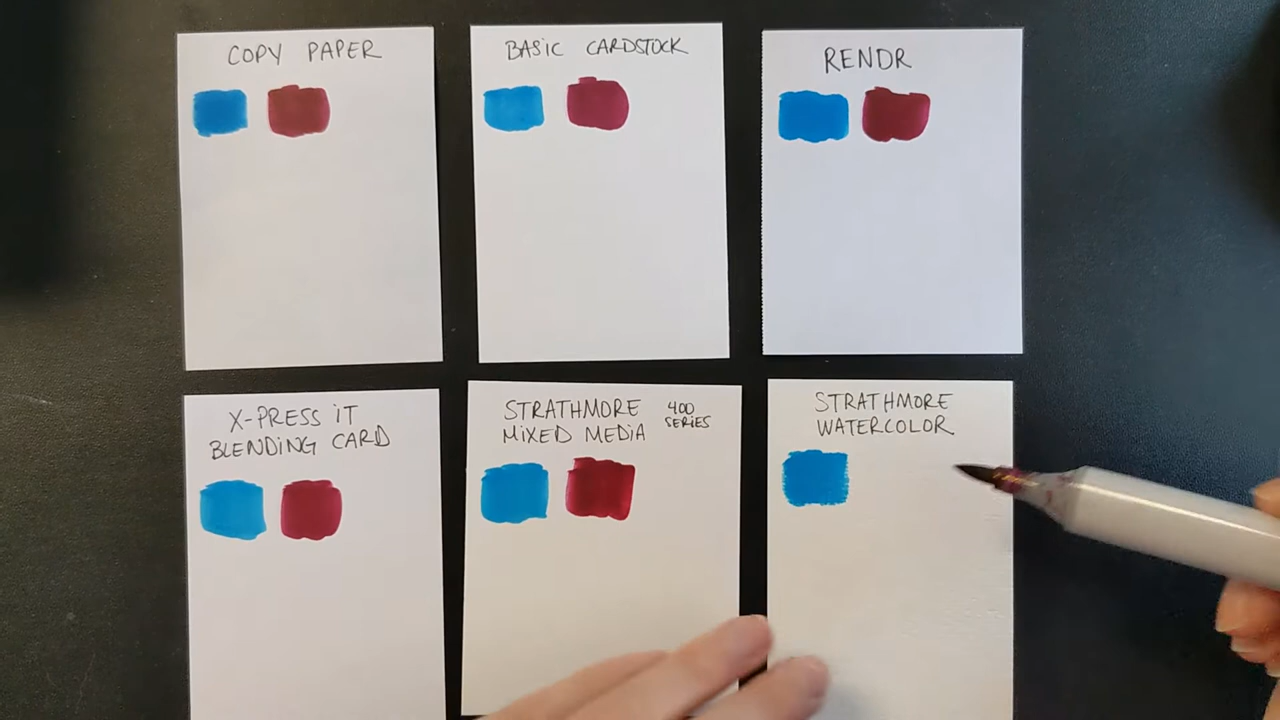 COPY PAPER
BASiC CARDSTOCK
RENDR
X-PRESS iT
BLENDING CARD
STRATHMORE 400 SERiES
MiXED MEDiA
STRATHMORE
WATERCOLOR